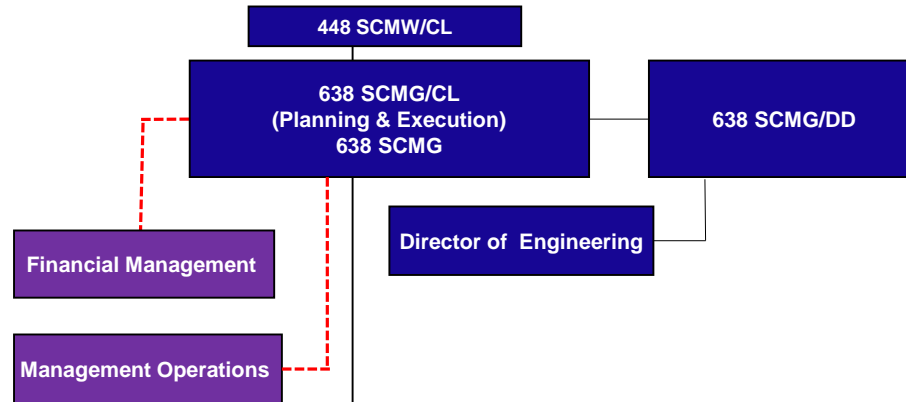 448 SCMW/CL
638 SCMG/CL
(Planning & Execution)
638 SCMG
638 SCMG/DD
Director of Engineering
Financial Management
Management Operations